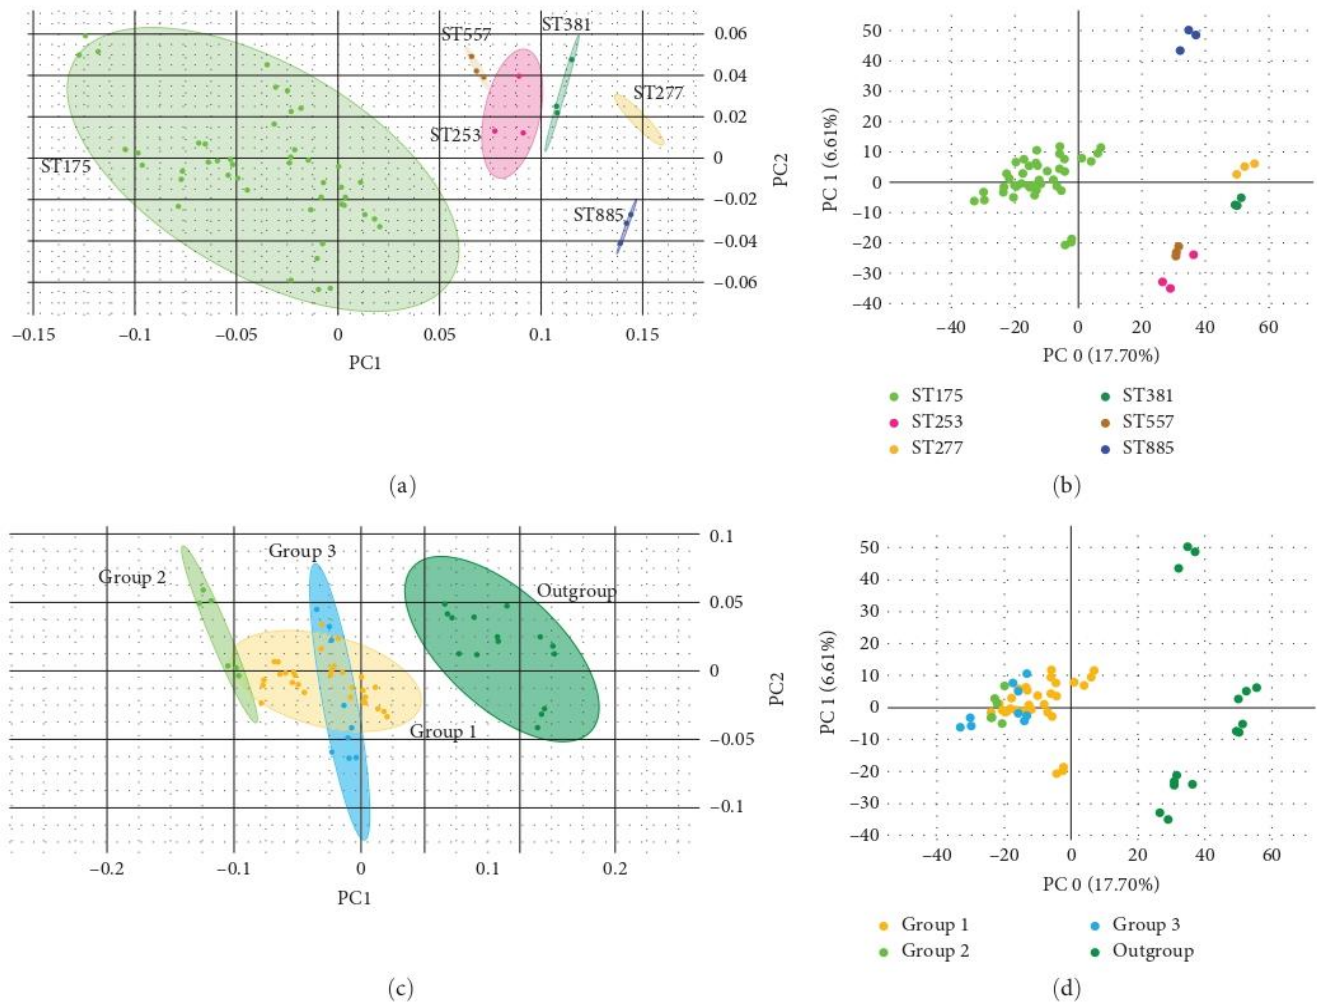 ST557
ST381
ST277
ST253
ST175
ST885
0.06
0.04
0.02
0
−0.02
−0.04
−0.06
PC2
−0.15
−0.1
−0.05
0
0.05
0.1
0.15
PC1
(a)
50
40
30
20
10
0
−10
−20
−30
−40
PC 1 (6.61%)
−40
−20
0
20
40
60
PC 0 (17.70%)
ST175
ST381
ST253
ST557
ST277
ST885
(b)
Group 3
Group 2
Outgroup
Group 1
0.1
0.05
0
−0.05
−0.1
PC2
−0.2
−0.1
0
0.1
0.2
PC1
(c)
50
40
30
20
10
0
−10
−20
−30
−40
PC 1 (6.61%)
−40
−20
0
20
40
60
PC 0 (17.70%)
Group 1
Group 3
Group 2
Outgroup
(d)